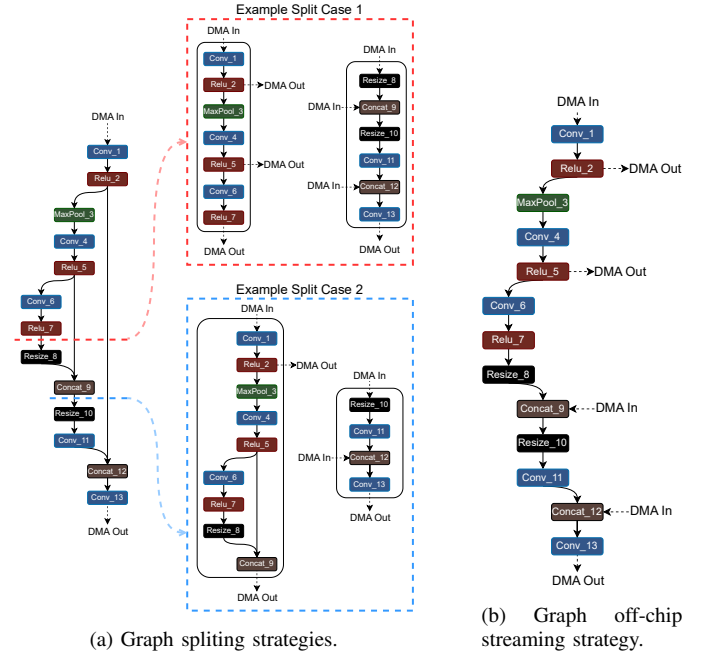 Example Split Case 1
DMA In
Conv_1
Relu_2
DMA Out
MaxPool_3
Conv_4
Relu_5
DMA Out
Conv_6
Relu_7
DMA Out
DMA In
Resize_8
DMA In
Concat_9
Resize_10
Conv_11
DMA In
Concat_12
Conv_13
DMA Out
DMA In
Conv_1
Relu_2
MaxPool_3
Conv_4
Relu_5
Conv_6
Relu_7
Resize_8
Concat_9
Resize_10
Conv_11
Concat_12
Conv_13
DMA Out
Example Split Case 2
DMA In
Conv_1
Relu_2
DMA Out
MaxPool_3
Conv_4
Relu_5
Conv_6
Relu_7
Resize_8
Concat_9
DMA Out
DMA In
Resize_10
Conv_11
DMA In
Concat_12
Conv_13
DMA Out
(a) Graph spliting strategies.
DMA In
Conv_1
Relu_2
DMA Out
MaxPool_3
Conv_4
Relu_5
DMA Out
Conv_6
Relu_7
Resize_8
Concat_9
DMA In
Resize_10
Conv_11
Concat_12
DMA In
Conv_13
DMA Out
(b) Graph off-chip
streaming strategy.